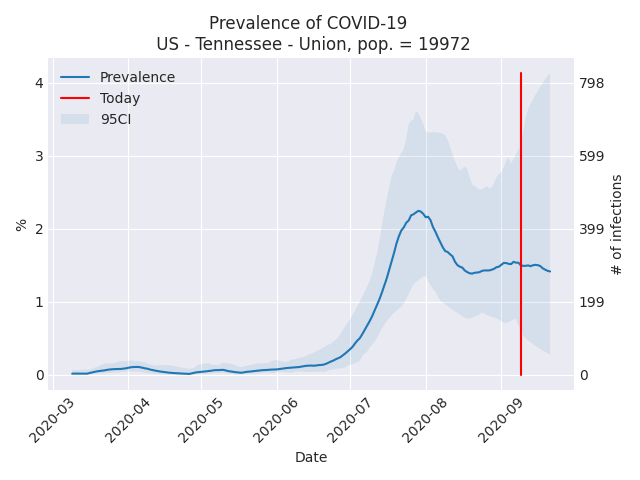 Prevalence of COVID-19
US - Tennessee - Union, pop. = 19972
Prevalence
Today
95CI
4
3
2
1
0
%
798
599
399
199
0
# of infections
2020-03
2020-04
2020-05
2020-06
2020-07
2020-08
2020-09
Date